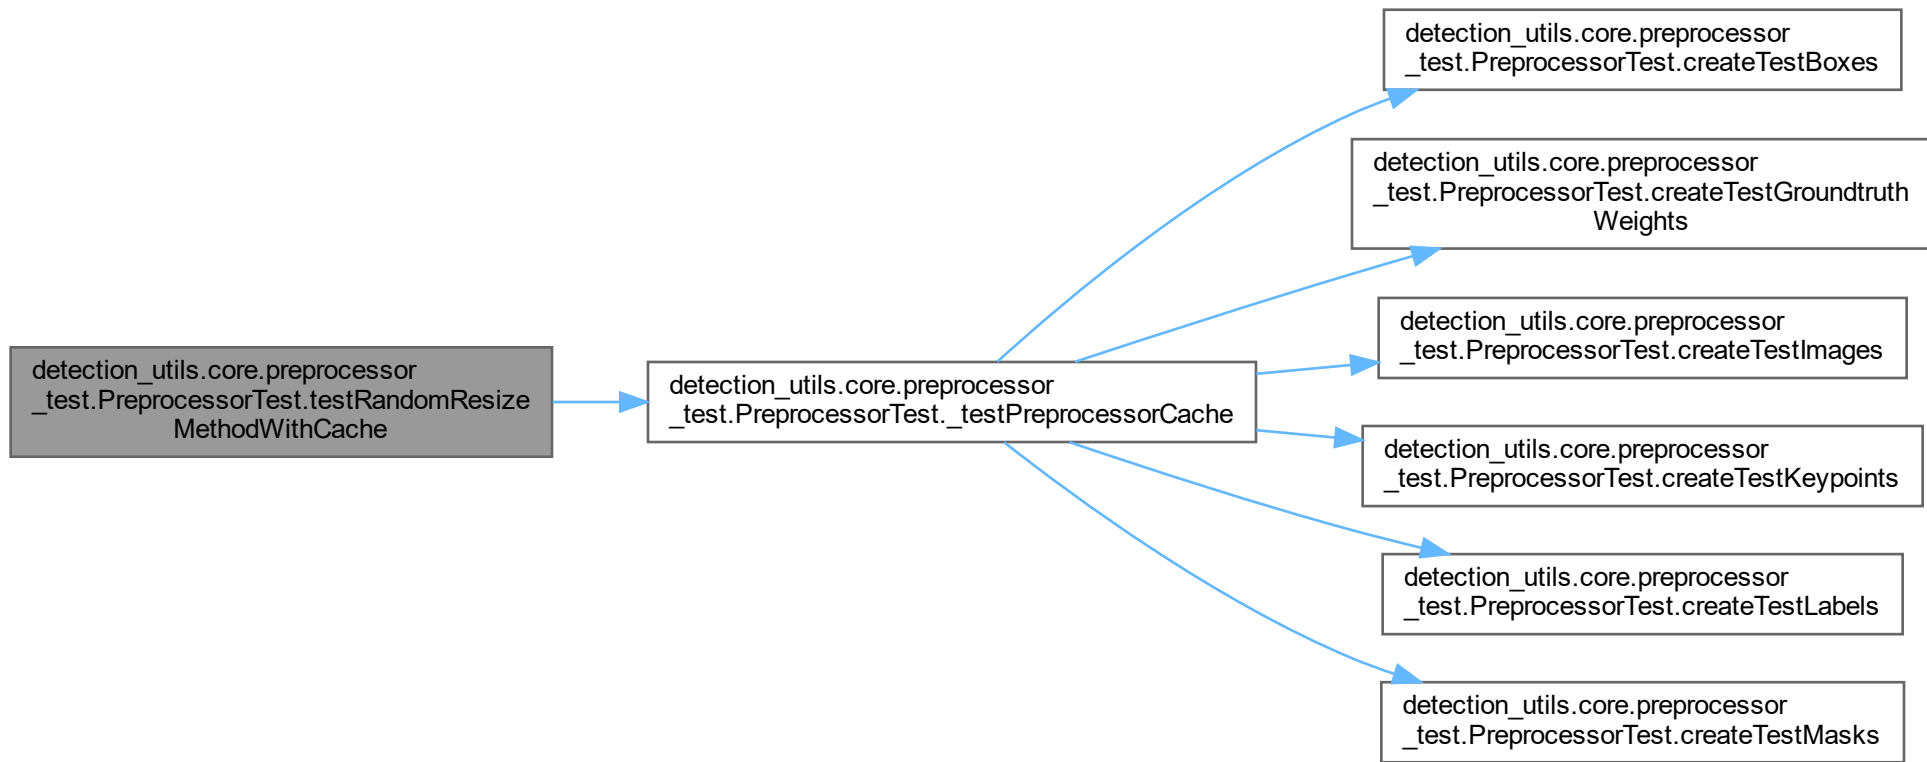 detection_utils.core.preprocessor
_test.PreprocessorTest.testRandomResize
MethodWithCache
detection_utils.core.preprocessor
_test.PreprocessorTest._testPreprocessorCache
detection_utils.core.preprocessor
_test.PreprocessorTest.createTestBoxes
detection_utils.core.preprocessor
_test.PreprocessorTest.createTestGroundtruth
Weights
detection_utils.core.preprocessor
_test.PreprocessorTest.createTestImages
detection_utils.core.preprocessor
_test.PreprocessorTest.createTestKeypoints
detection_utils.core.preprocessor
_test.PreprocessorTest.createTestLabels
detection_utils.core.preprocessor
_test.PreprocessorTest.createTestMasks